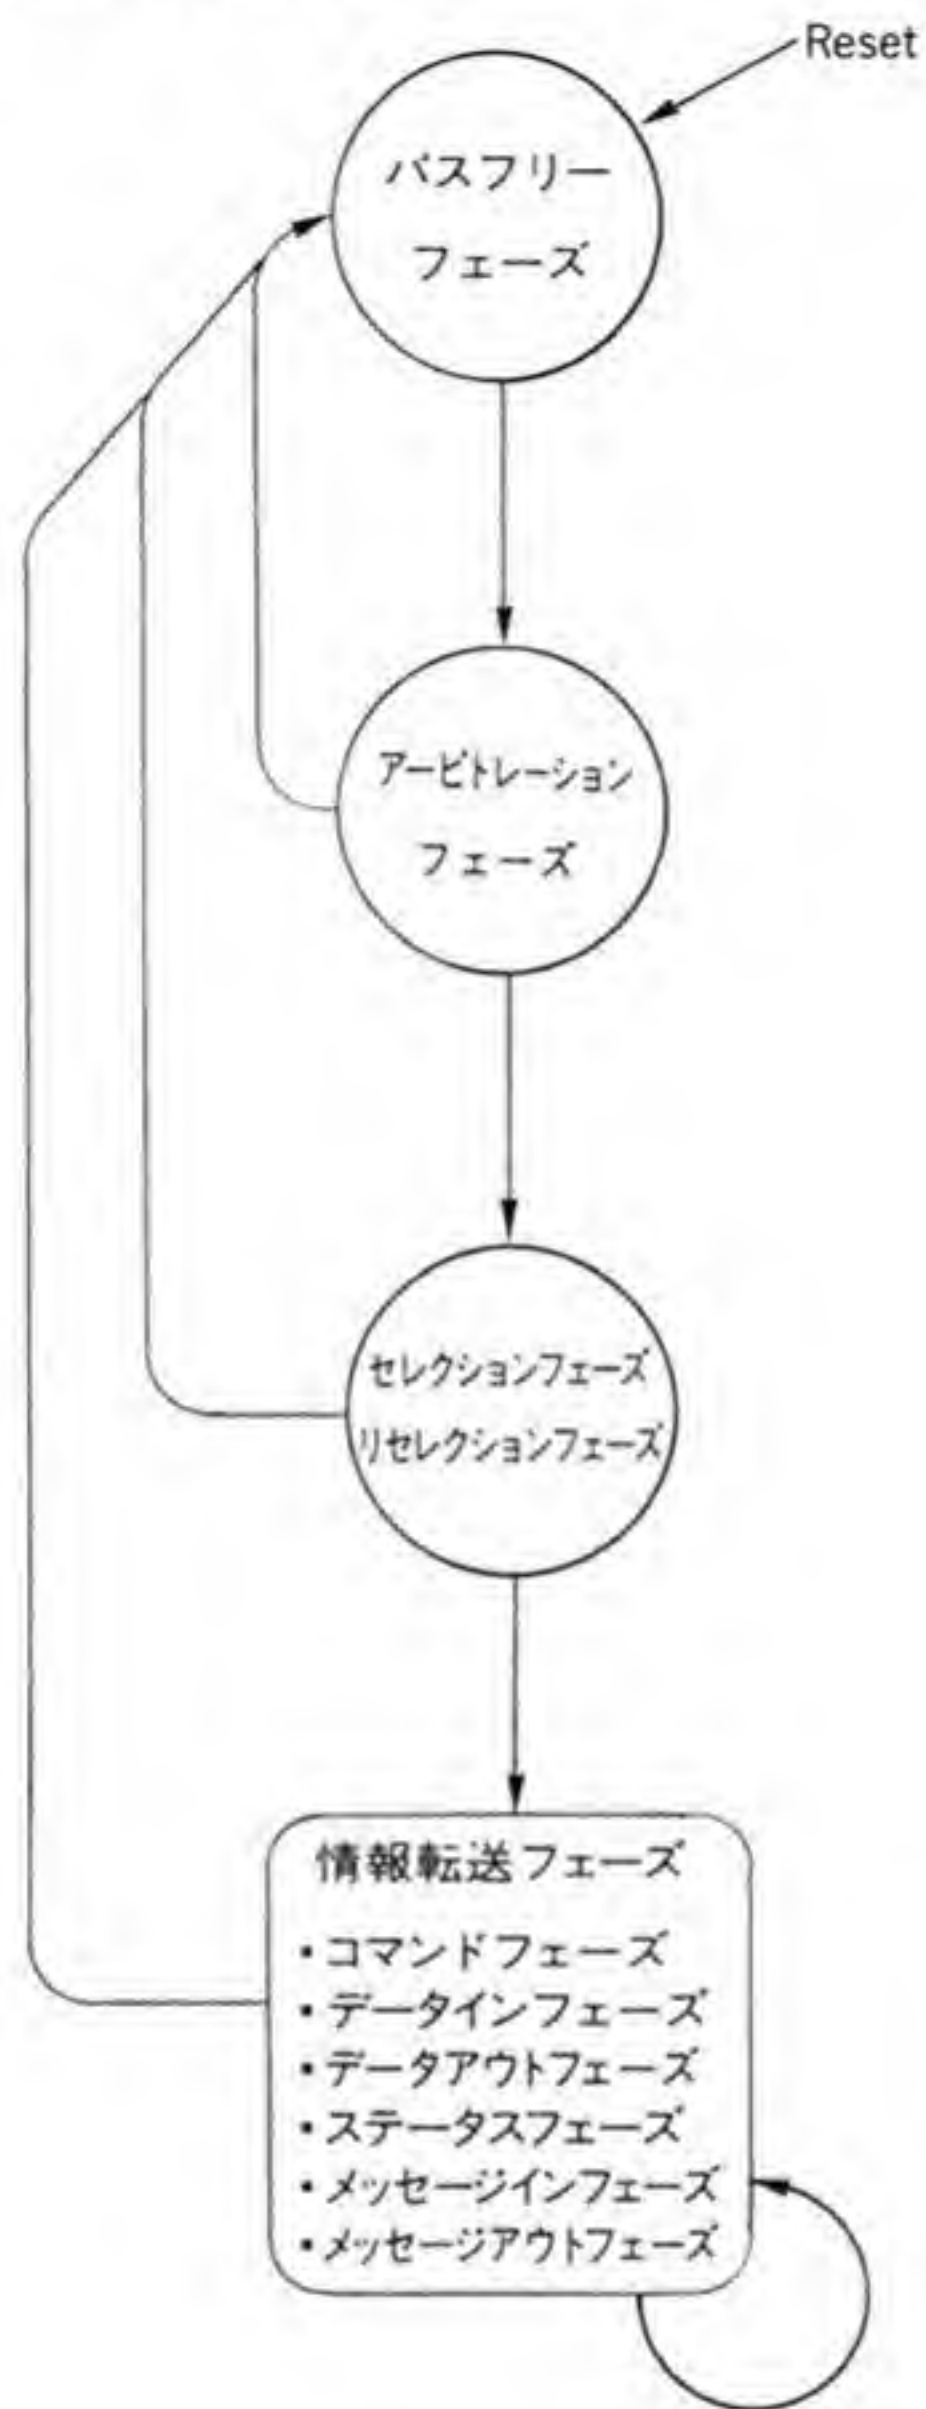 Reset
バスフリー
フェーズ
アービトレーション
フェーズ
セレクションフェーズ
リセレクションフェーズ
情報転送フェーズ
・コマンドフェーズ
・データインフェーズ
・データアウトフェーズ
・ステータスフェーズ
・メッセージインフェーズ
・メッセージアウトフェーズ